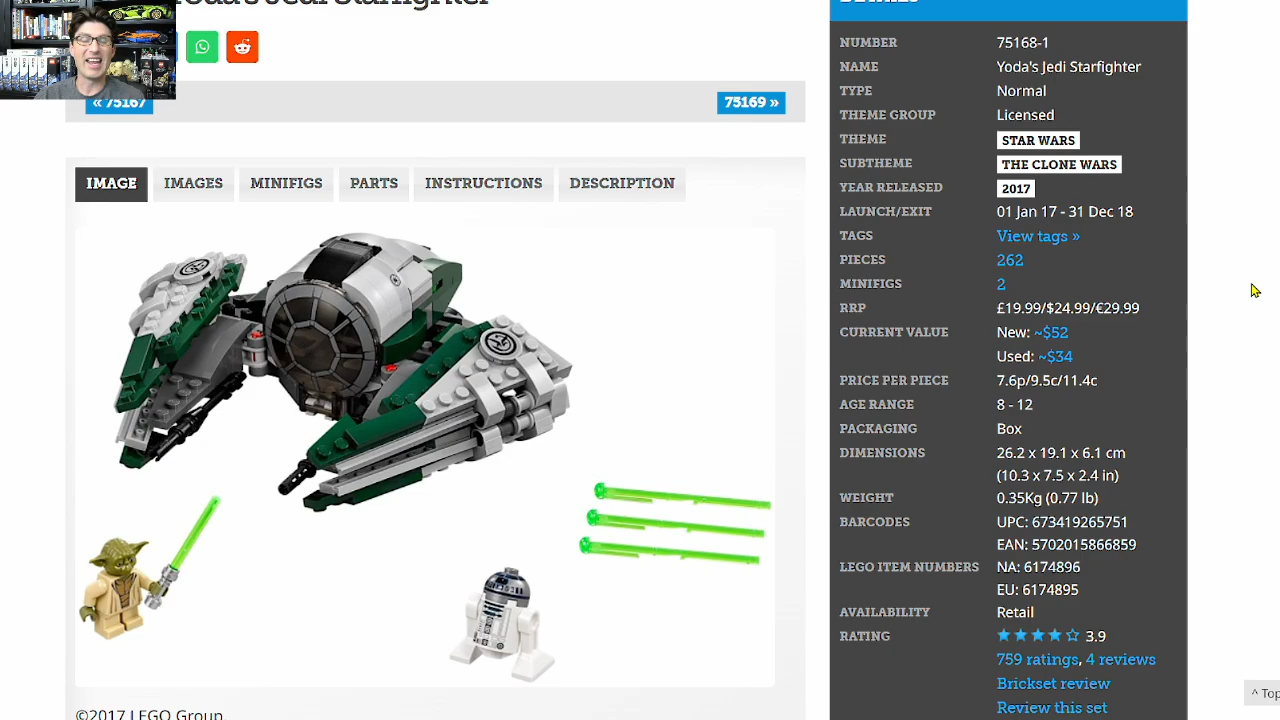 Yoda's Jedi Starfighter
DETAILS
« 75167
75169 »
IMAGE
IMAGES
MINIFIGS
PARTS
INSTRUCTIONS
DESCRIPTION
©2017 LEGO Group.
NUMBER 75168-1
NAME Yoda's Jedi Starfighter
TYPE Normal
THEME GROUP Licensed
THEME STAR WARS
SUBTHEME THE CLONE WARS
YEAR RELEASED 2017
LAUNCH/EXIT 01 Jan 17 - 31 Dec 18
TAGS View tags »
PIECES 262
MINIFIGS 2
RRP £19.99/$24.99/€29.99
CURRENT VALUE New: ~$52
Used: ~$34
PRICE PER PIECE 7.6p/9.5c/11.4c
AGE RANGE 8 - 12
PACKAGING Box
DIMENSIONS 26.2 x 19.1 x 6.1 cm
(10.3 x 7.5 x 2.4 in)
WEIGHT 0.35Kg (0.77 lb)
BARCODES UPC: 673419265751
EAN: 5702015866859
LEGO ITEM NUMBERS NA: 6174896
EU: 6174895
AVAILABILITY Retail
RATING 3.9
759 ratings, 4 reviews
Brickset review
Review this set
^ Top